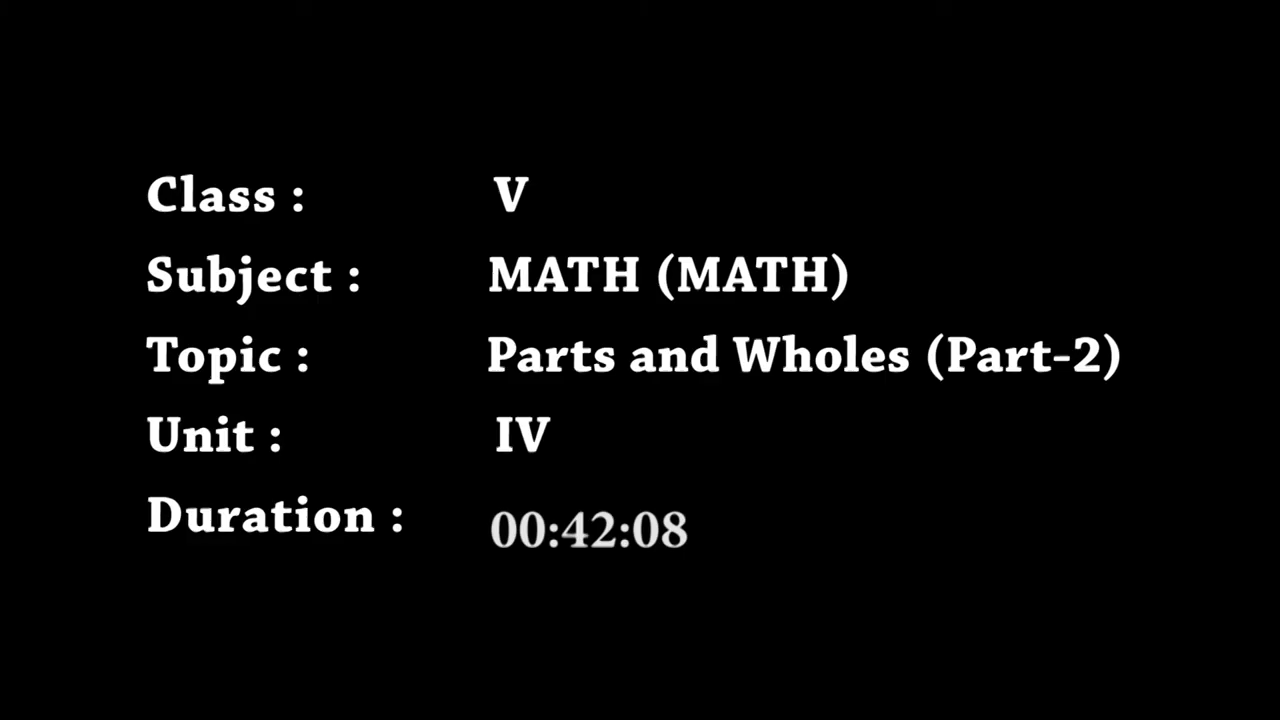 Class : V
Subject : MATH (MATH)
Topic : Parts and Wholes (Part-2)
Unit : IV
Duration : 00:42:08